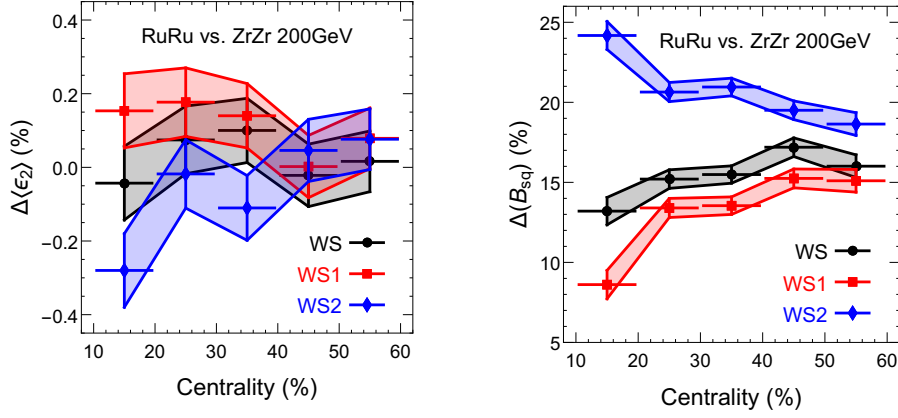 RuRu vs. ZrZr 200GeV
Δ⟨ϵ₂⟩ (%)
0.4
0.2
0.0
−0.2
−0.4
WS
WS1
WS2
10 20 30 40 50 60
Centrality (%)
RuRu vs. ZrZr 200GeV
Δ⟨B_sq⟩ (%)
25
20
15
10
5
WS
WS1
WS2
10 20 30 40 50 60
Centrality (%)